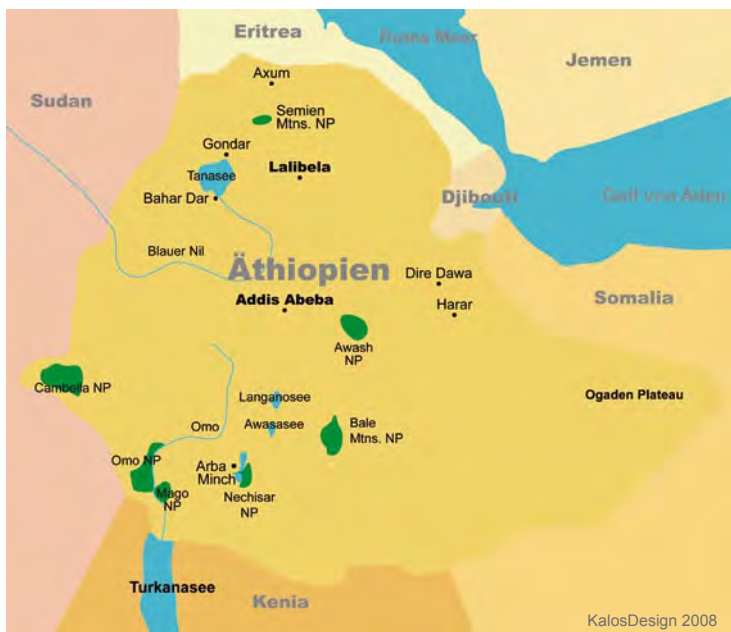 Eritrea
Rotes Meer
Jemen
Sudan
Axum
Semien
Mtns. NP
Gondar
Tanasee
Lalibela
Bahar Dar
Djibouti
Golf von Aden
Blauer Nil
Äthiopien
Dire Dawa
Addis Abeba
Harar
Somalia
Awash
NP
Cambella NP
Langanosee
Ogaden Plateau
Omo
Awasasee
Bale
Mtns. NP
Omo NP
Arba
Minch
Mago
NP
Nechisar
NP
Turkanasee
Kenia
KalosDesign 2008